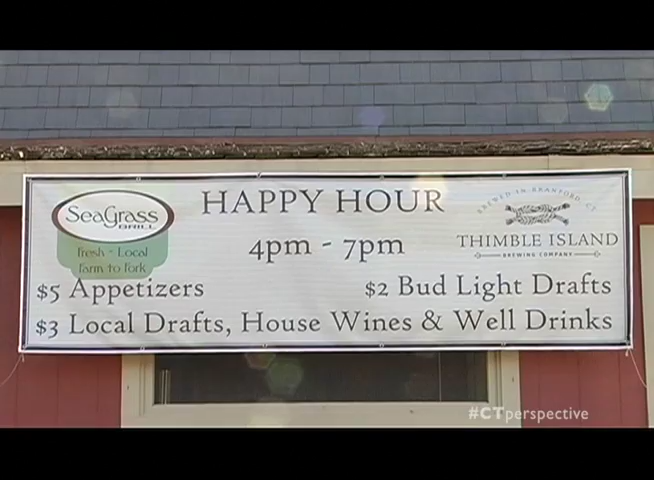 SeaGrass
GRILL
Fresh - Local
Farm to Fork
HAPPY HOUR
4pm - 7pm
BREWED IN BRANFORD, CT
THIMBLE ISLAND
BREWING COMPANY
$5 Appetizers
$2 Bud Light Drafts
$3 Local Drafts, House Wines & Well Drinks
#CTperspective